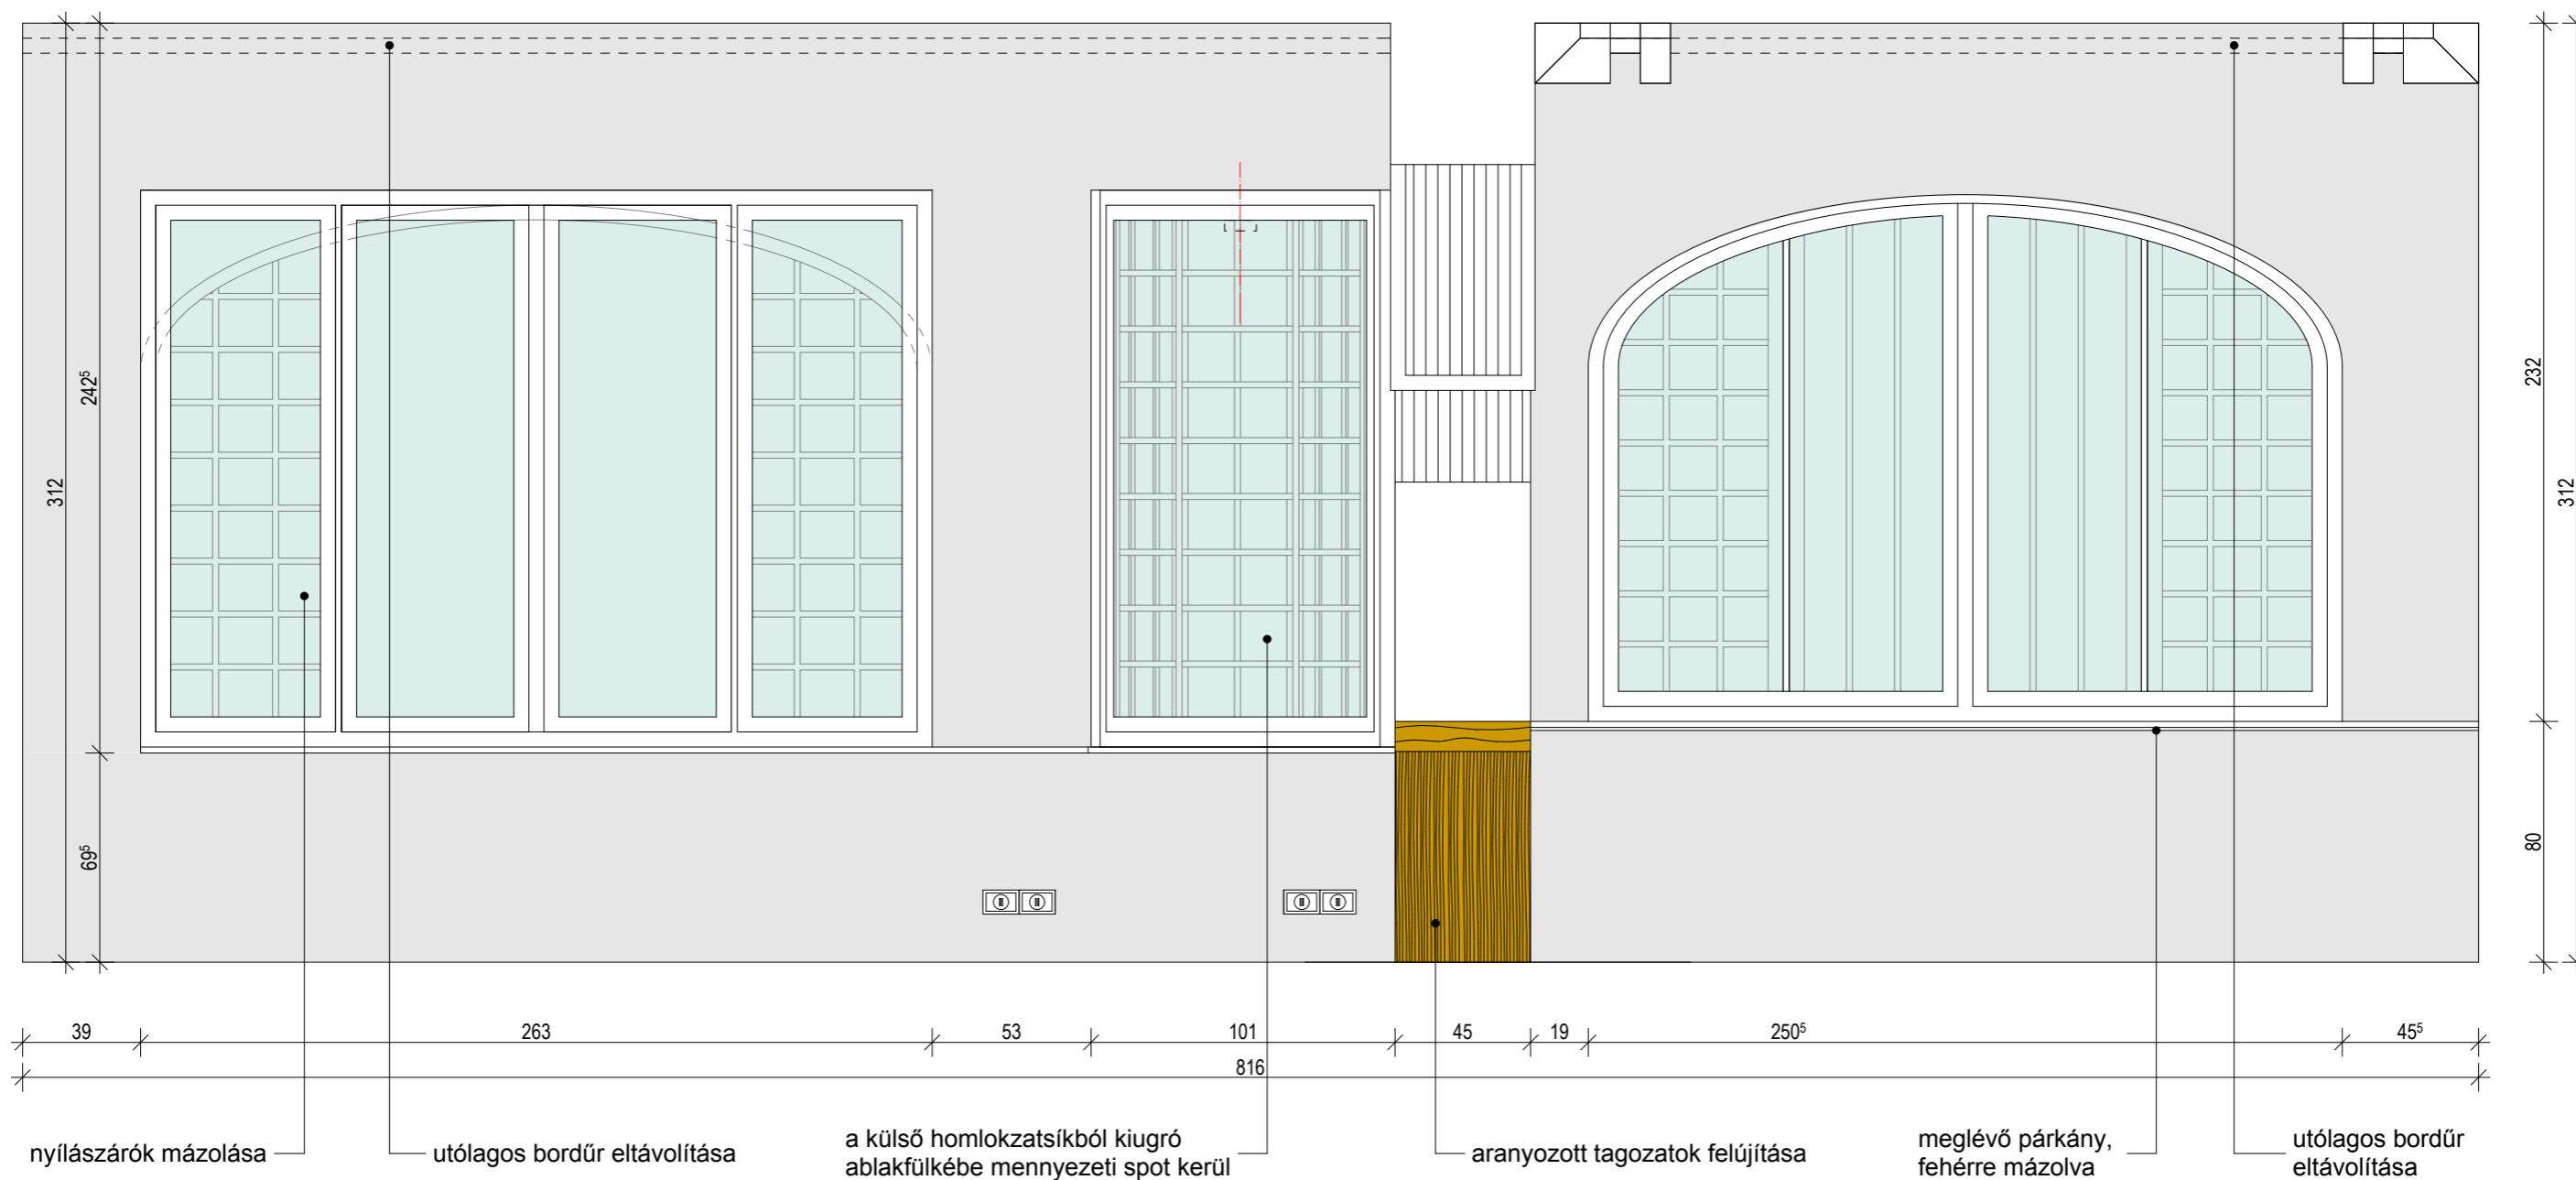 242⁵
312
69⁵
232
312
80
39
263
53
101
45
19
250⁵
45⁵
816
nyílászárók mázolása
utólagos bordűr eltávolítása
a külső homlokzatsíkból kiugró
ablakfülkébe mennyezeti spot kerül
aranyozott tagozatok felújítása
meglévő párkány,
fehérre mázolva
utólagos bordűr
eltávolítása